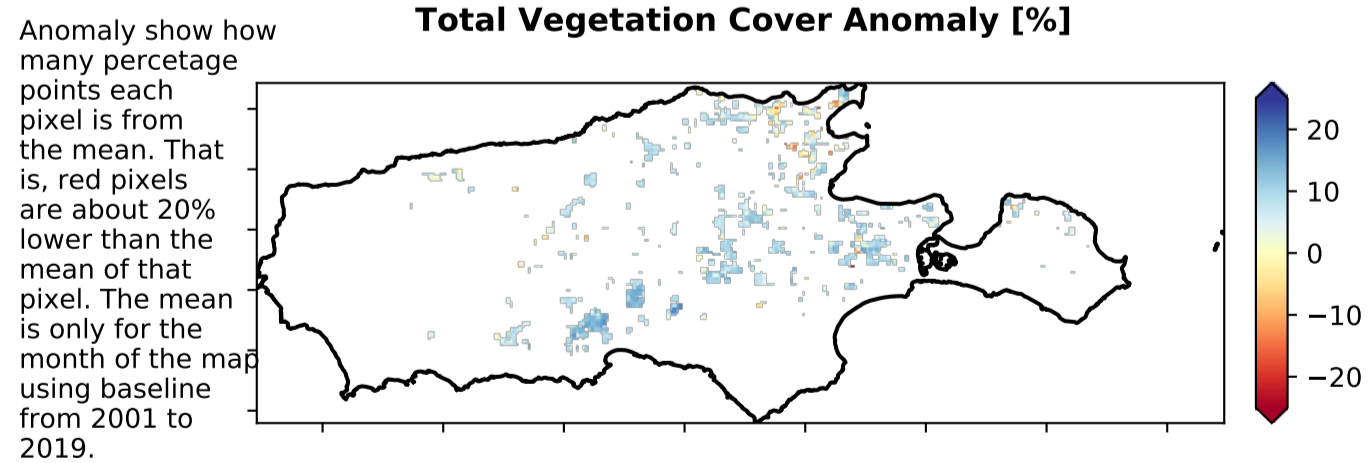 Total Vegetation Cover Anomaly [%]
Anomaly show how
many percetage
points each
pixel is from
the mean. That
is, red pixels
are about 20%
lower than the
mean of that
pixel. The mean
is only for the
month of the map
using baseline
from 2001 to
2019.
20
10
0
−10
−20